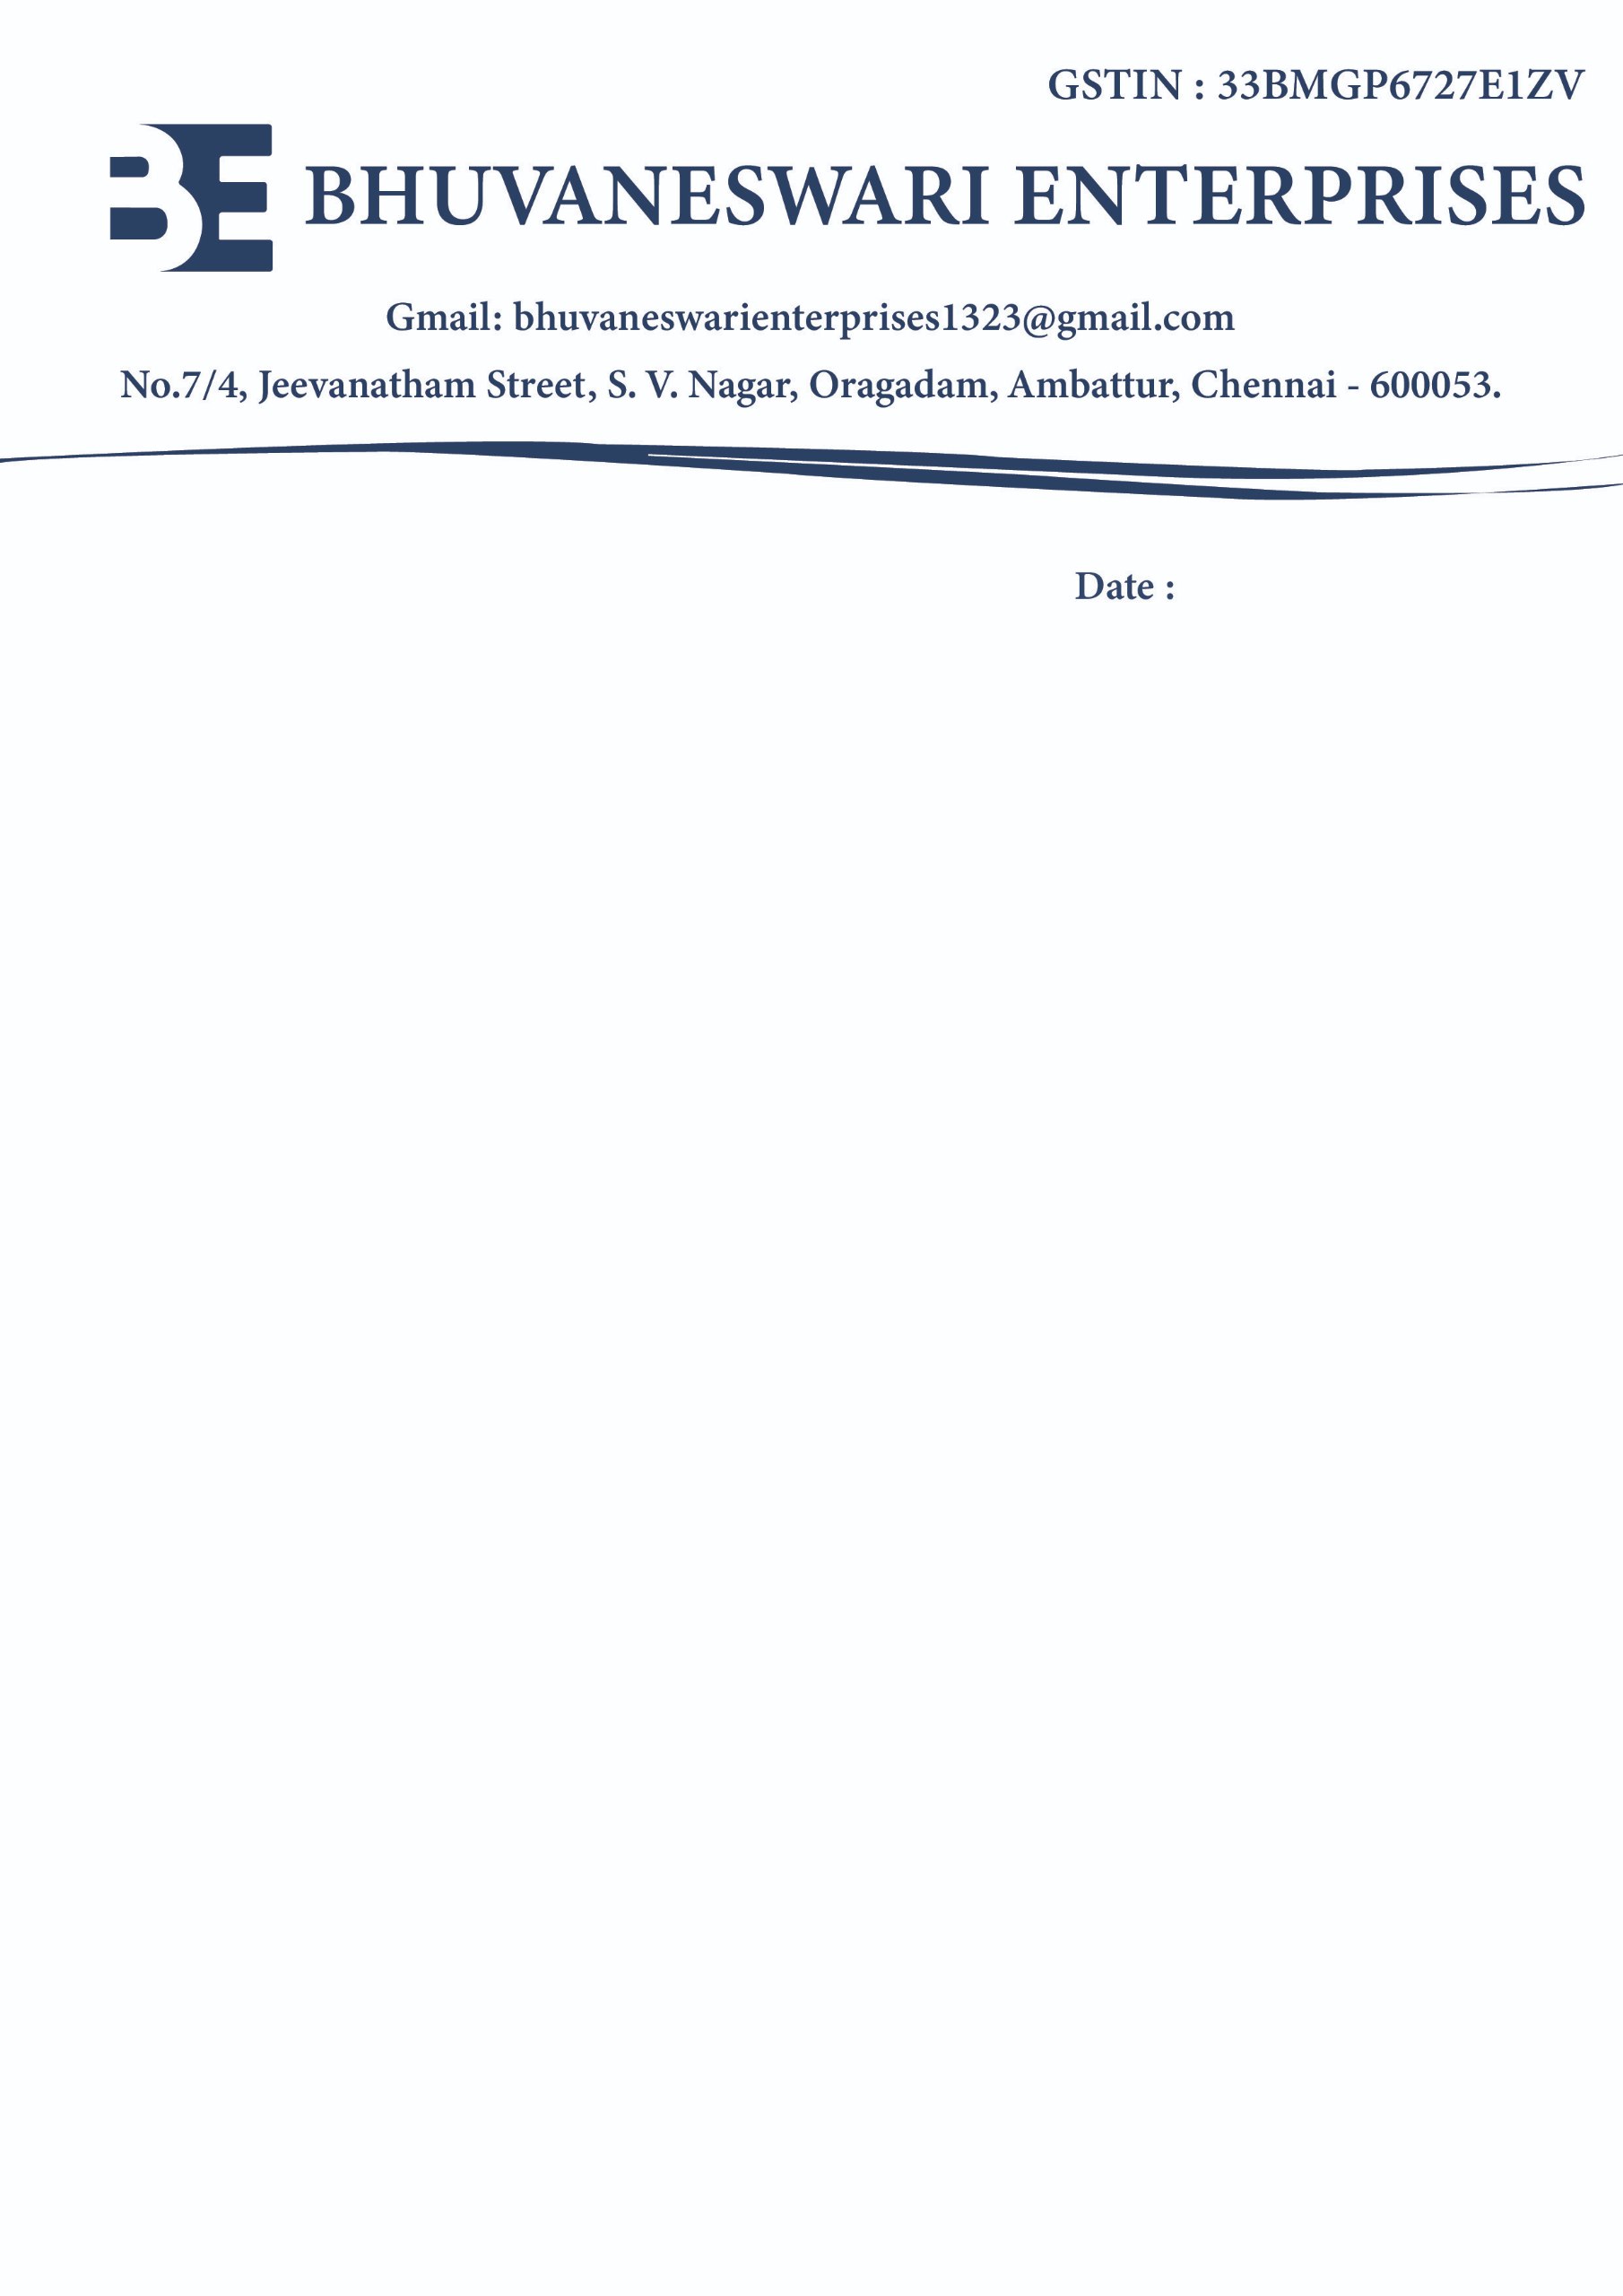 GSTIN : 33BMGP6727E1ZV
BE BHUVANESWARI ENTERPRISES
Gmail: bhuvaneswarienterprises1323@gmail.com
No.7/4, Jeevanatham Street, S. V. Nagar, Oragadam, Ambattur, Chennai - 600053.
Date :